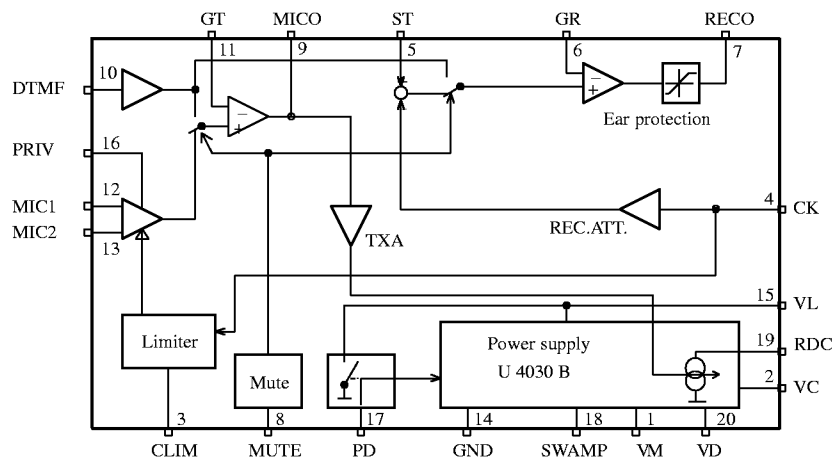 GT MICO ST GR RECO
11 9 5 6 7
DTMF 10
− +
− +
+
Ear protection
PRIV 16
MIC1 12
MIC2 13
TXA
REC.ATT.
4 CK
15 VL
Limiter
Power supply
U 4030 B
19 RDC
Mute
2 VC
3 8 17 14 18 1 20
CLIM MUTE PD GND SWAMP VM VD